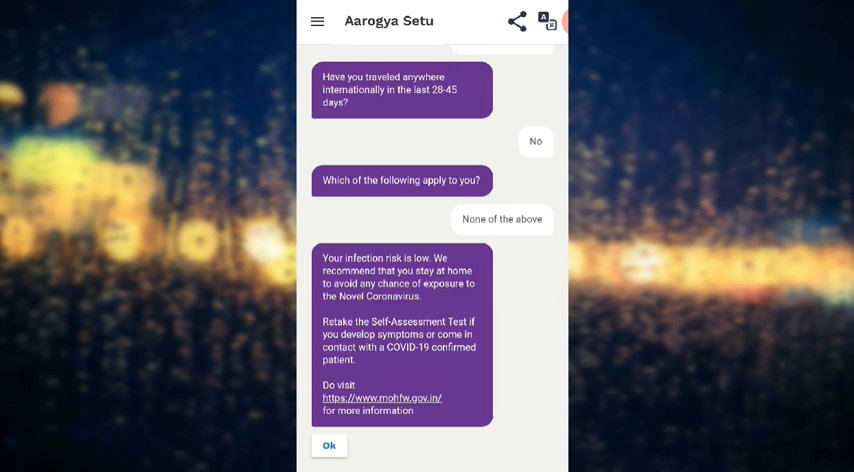 Aarogya Setu
Have you traveled anywhere
internationally in the last 28-45
days?
No
Which of the following apply to you?
None of the above
Your infection risk is low. We
recommend that you stay at home
to avoid any chance of exposure to
the Novel Coronavirus.
Retake the Self-Assessment Test if
you develop symptoms or come in
contact with a COVID-19 confirmed
patient.
Do visit
https://www.mohfw.gov.in/
for more information
Ok